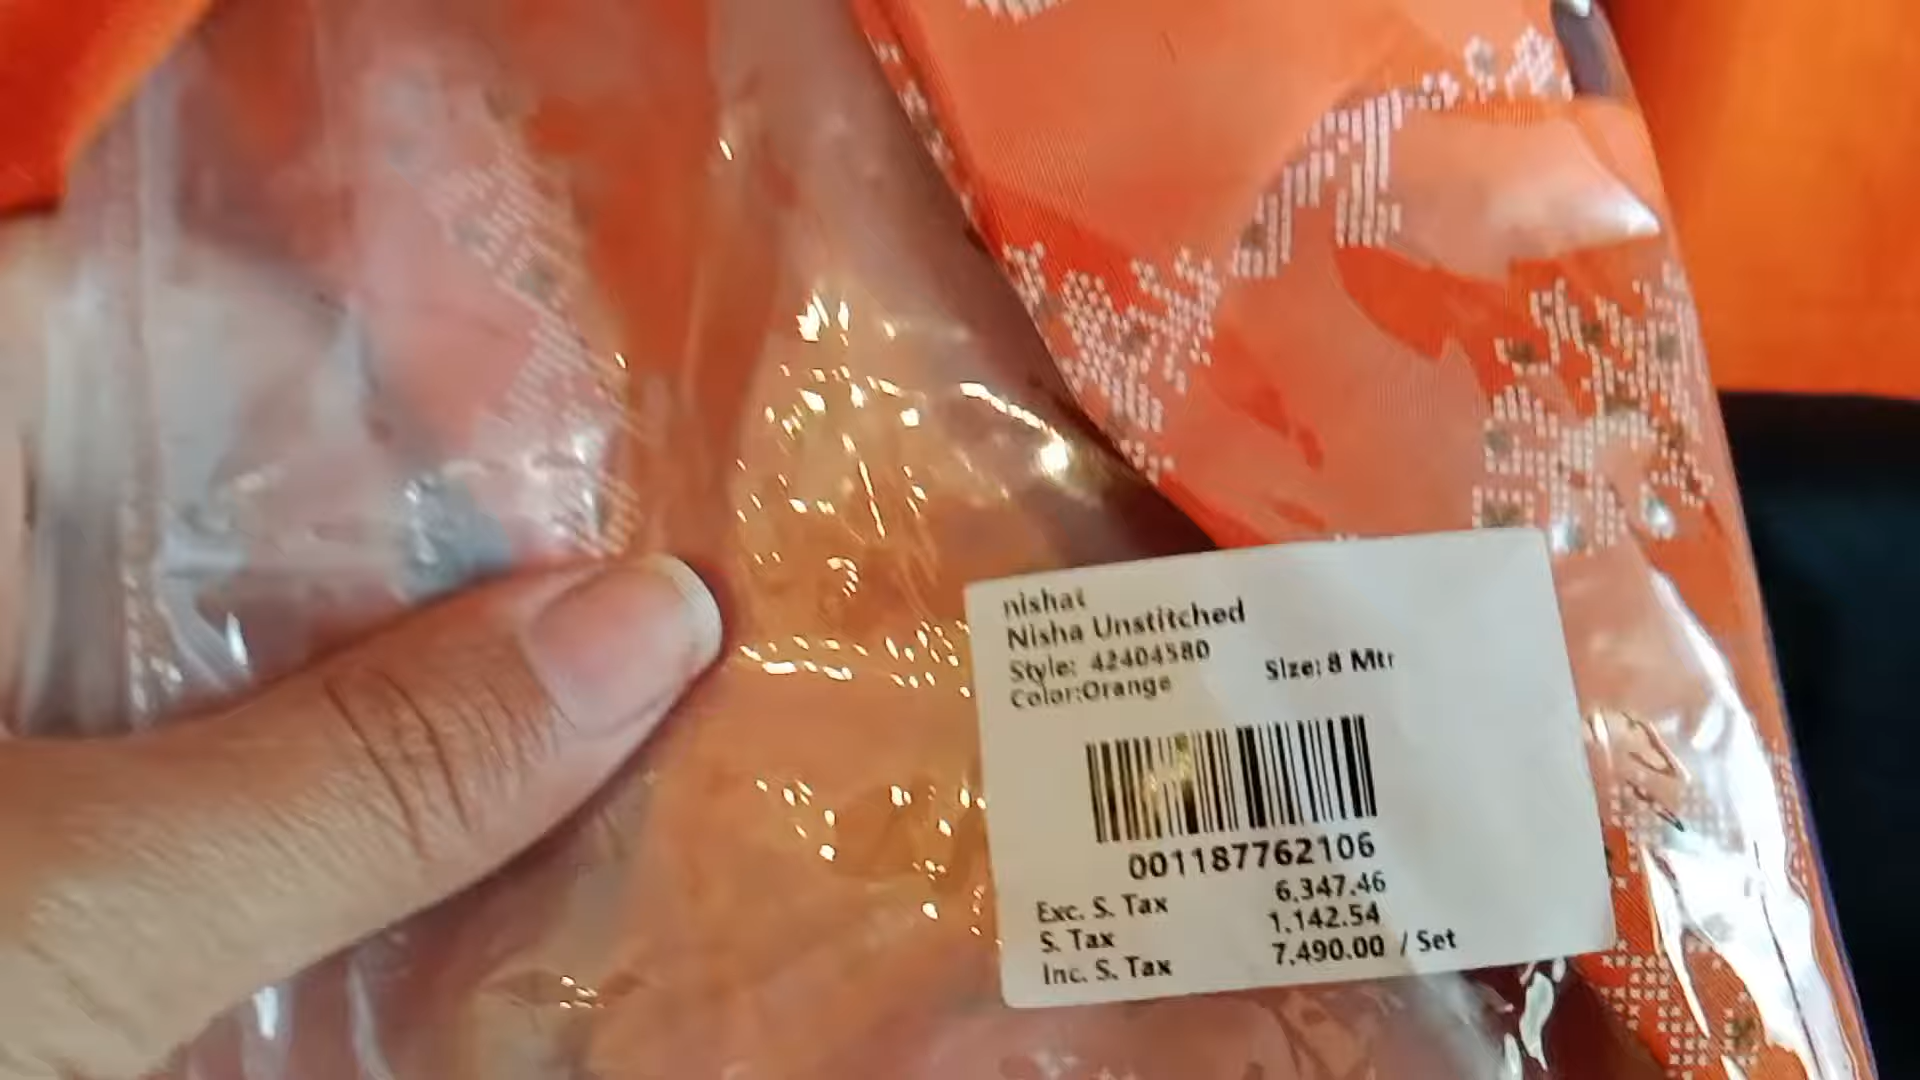 nishat
Nisha Unstitched
Style: 42404580
Size: 8 Mtr
Color:Orange
001187762106
Exc. S. Tax 6,347.46
S. Tax 1,142.54
Inc. S. Tax 7,490.00 / Set